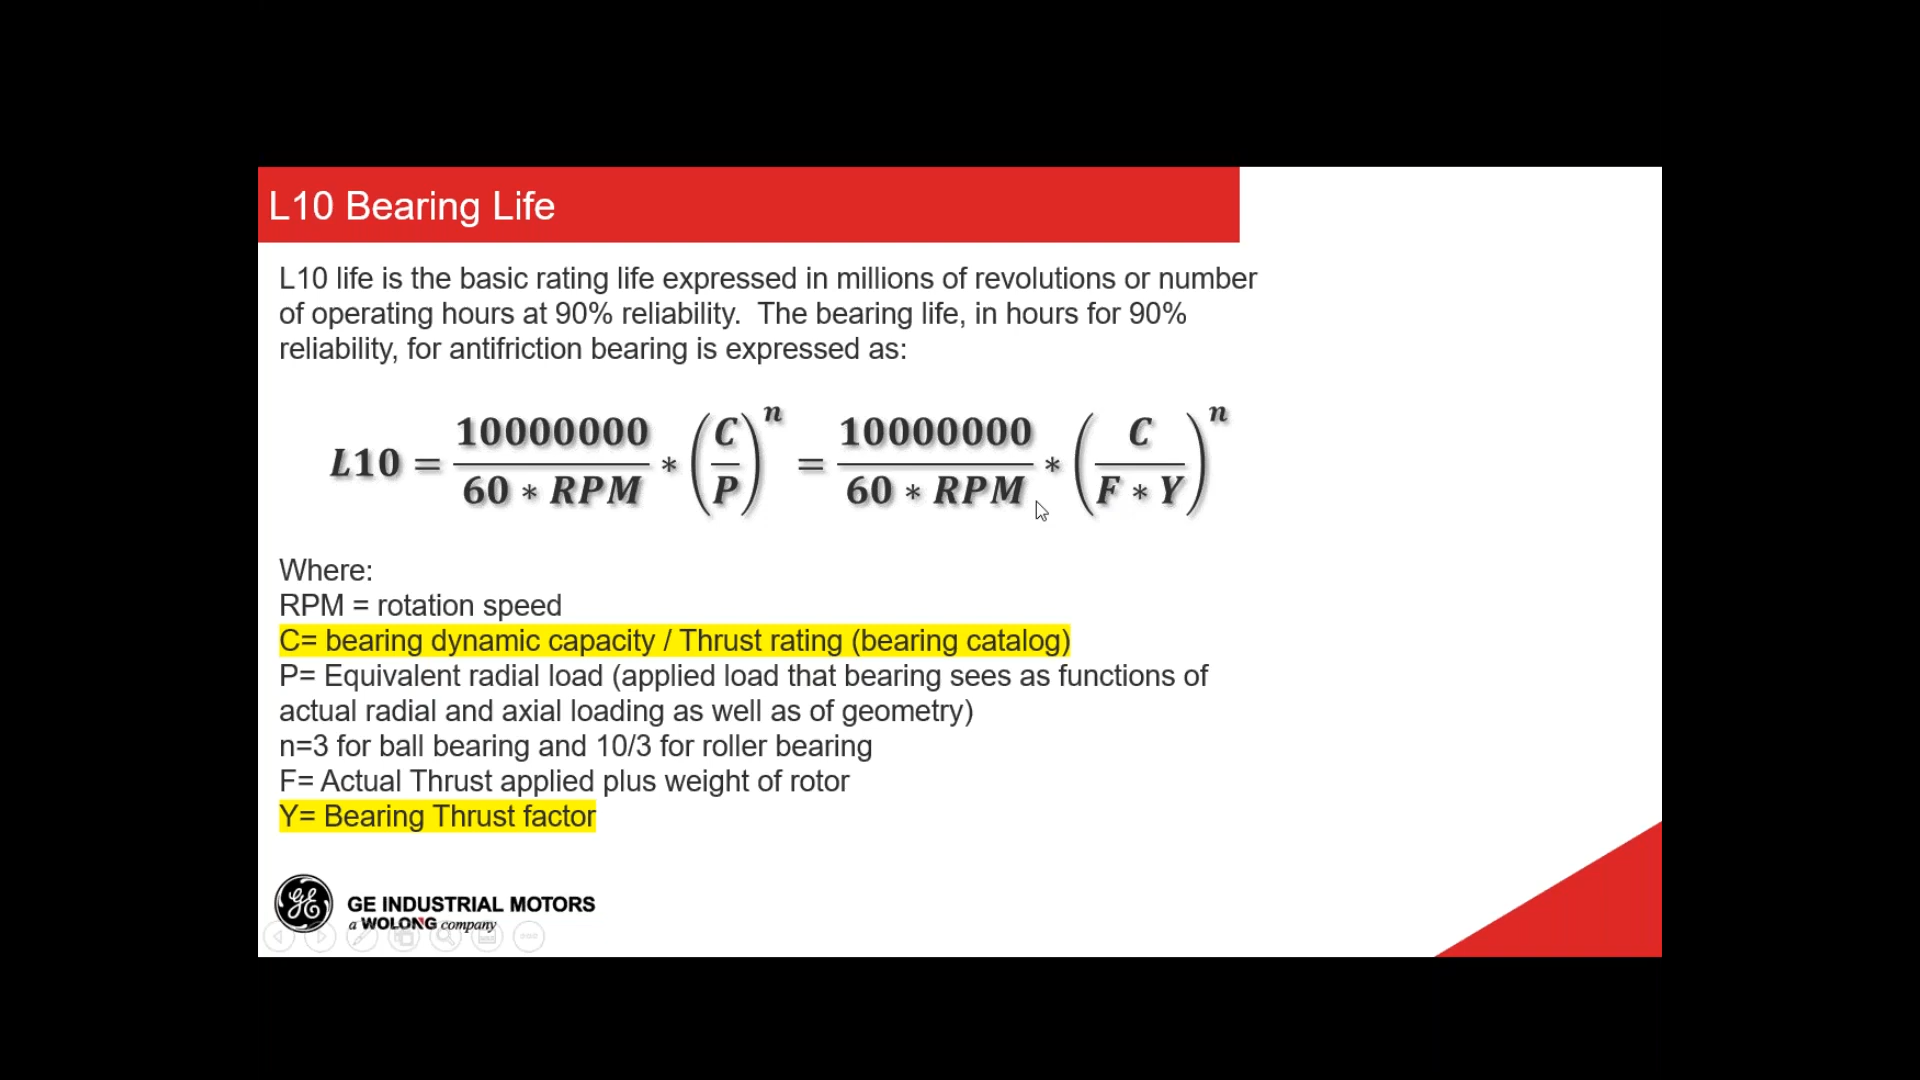 L10 Bearing Life
L10 life is the basic rating life expressed in millions of revolutions or number
of operating hours at 90% reliability.  The bearing life, in hours for 90%
reliability, for antifriction bearing is expressed as:
L10 = 10000000 / 60 * RPM * (C / P)^n = 10000000 / 60 * RPM * (C / F * Y)^n
Where:
RPM = rotation speed
C= bearing dynamic capacity / Thrust rating (bearing catalog)
P= Equivalent radial load (applied load that bearing sees as functions of
actual radial and axial loading as well as of geometry)
n=3 for ball bearing and 10/3 for roller bearing
F= Actual Thrust applied plus weight of rotor
Y= Bearing Thrust factor
GE
GE INDUSTRIAL MOTORS
a WOLONG company